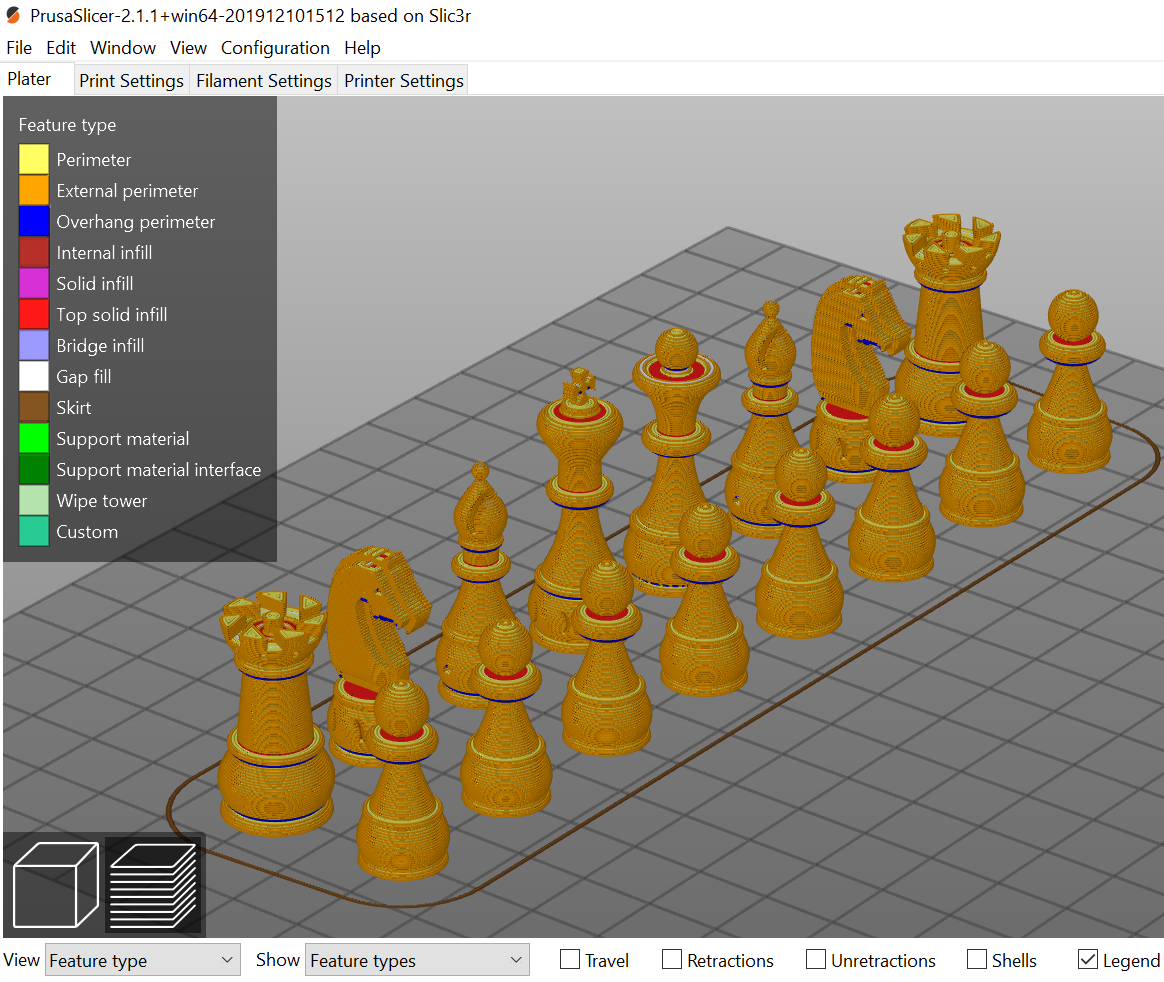 PrusaSlicer-2.1.1+win64-201912101512 based on Slic3r
File Edit Window View Configuration Help
Plater Print Settings Filament Settings Printer Settings
Feature type
Perimeter
External perimeter
Overhang perimeter
Internal infill
Solid infill
Top solid infill
Bridge infill
Gap fill
Skirt
Support material
Support material interface
Wipe tower
Custom
View Feature type Show Feature types Travel Retractions Unretractions Shells Legend